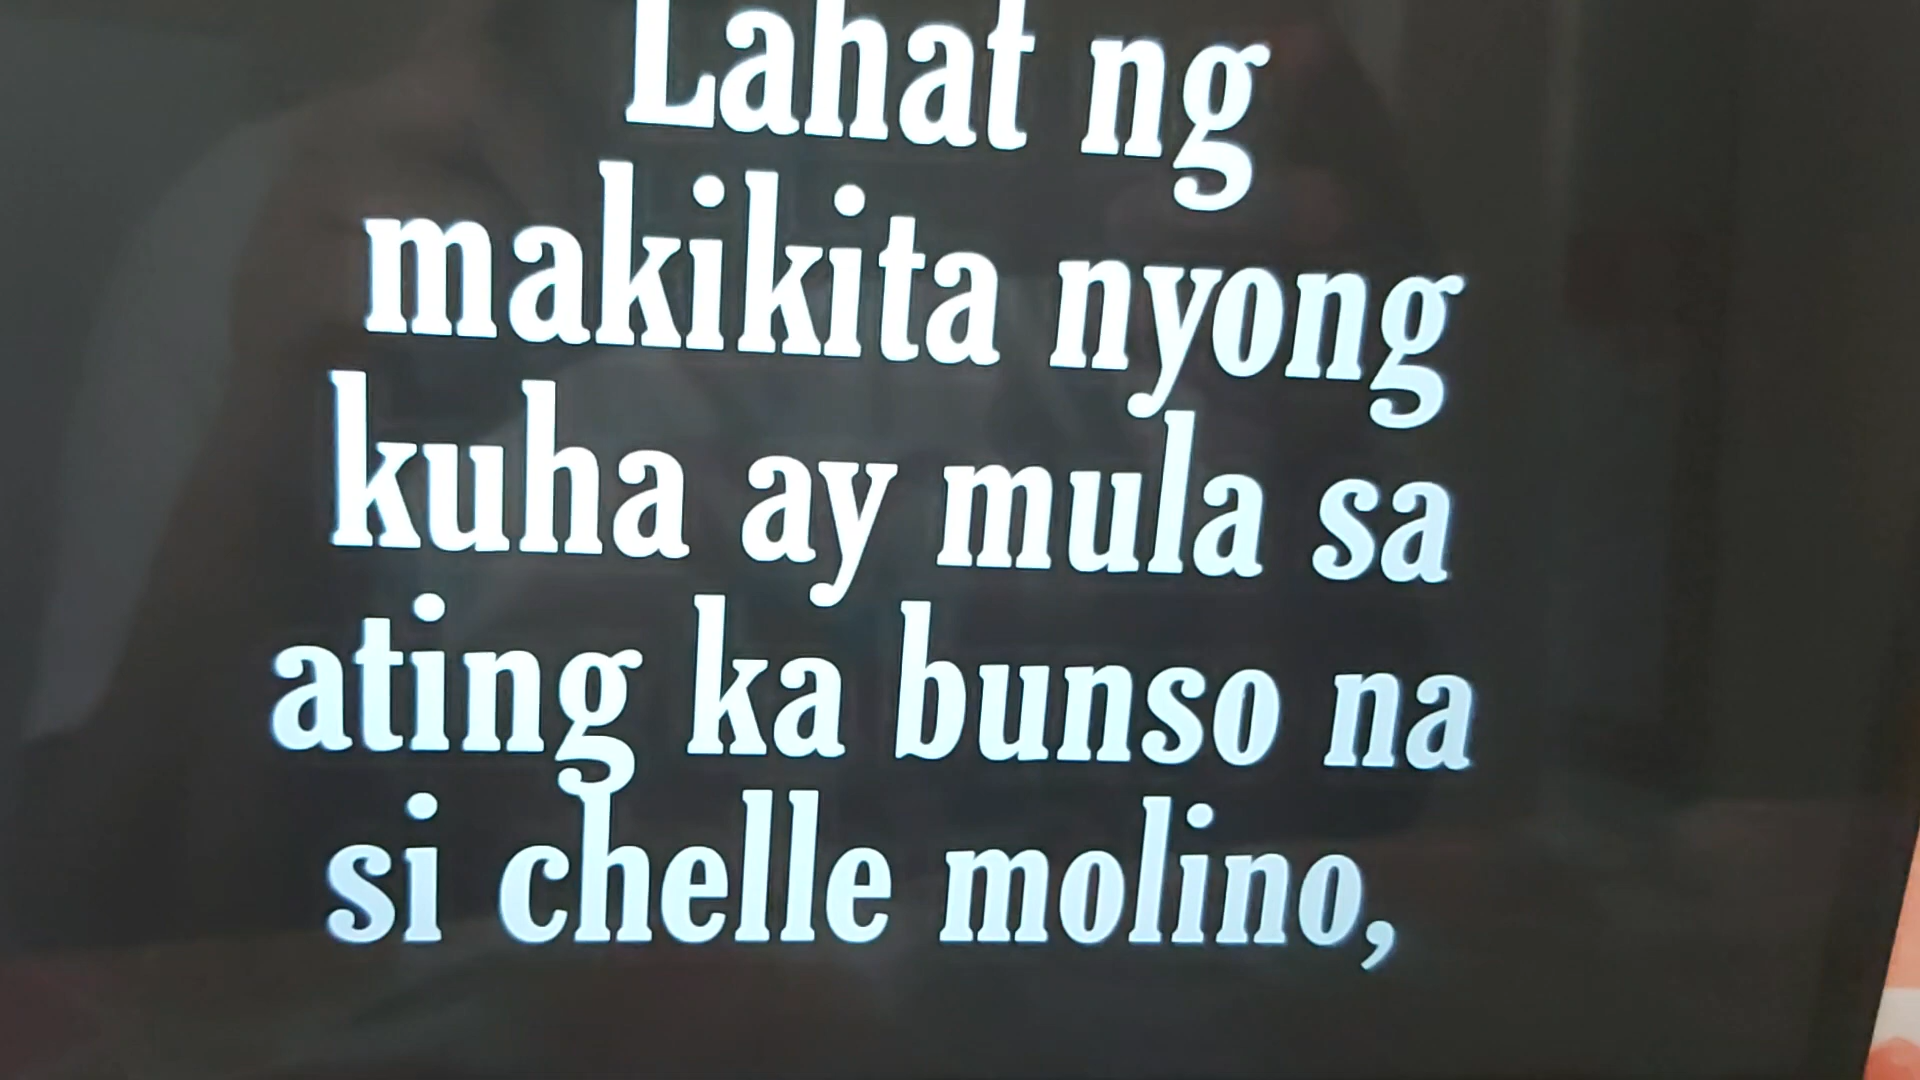 Lahat ng
makikita nyong
kuha ay mula sa
ating ka bunso na
si chelle molino,